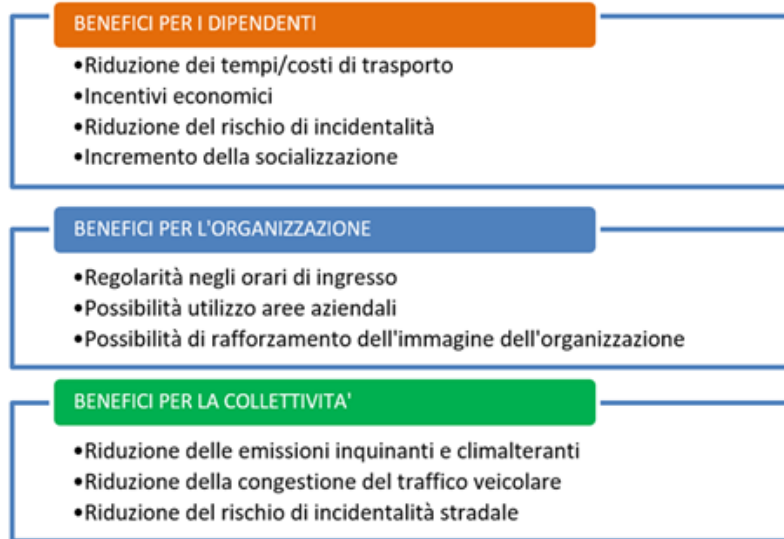 BENEFICI PER I DIPENDENTI
•Riduzione dei tempi/costi di trasporto
•Incentivi economici
•Riduzione del rischio di incidentalità
•Incremento della socializzazione
BENEFICI PER L'ORGANIZZAZIONE
•Regolarità negli orari di ingresso
•Possibilità utilizzo aree aziendali
•Possibilità di rafforzamento dell'immagine dell'organizzazione
BENEFICI PER LA COLLETTIVITA'
•Riduzione delle emissioni inquinanti e climalteranti
•Riduzione della congestione del traffico veicolare
•Riduzione del rischio di incidentalità stradale